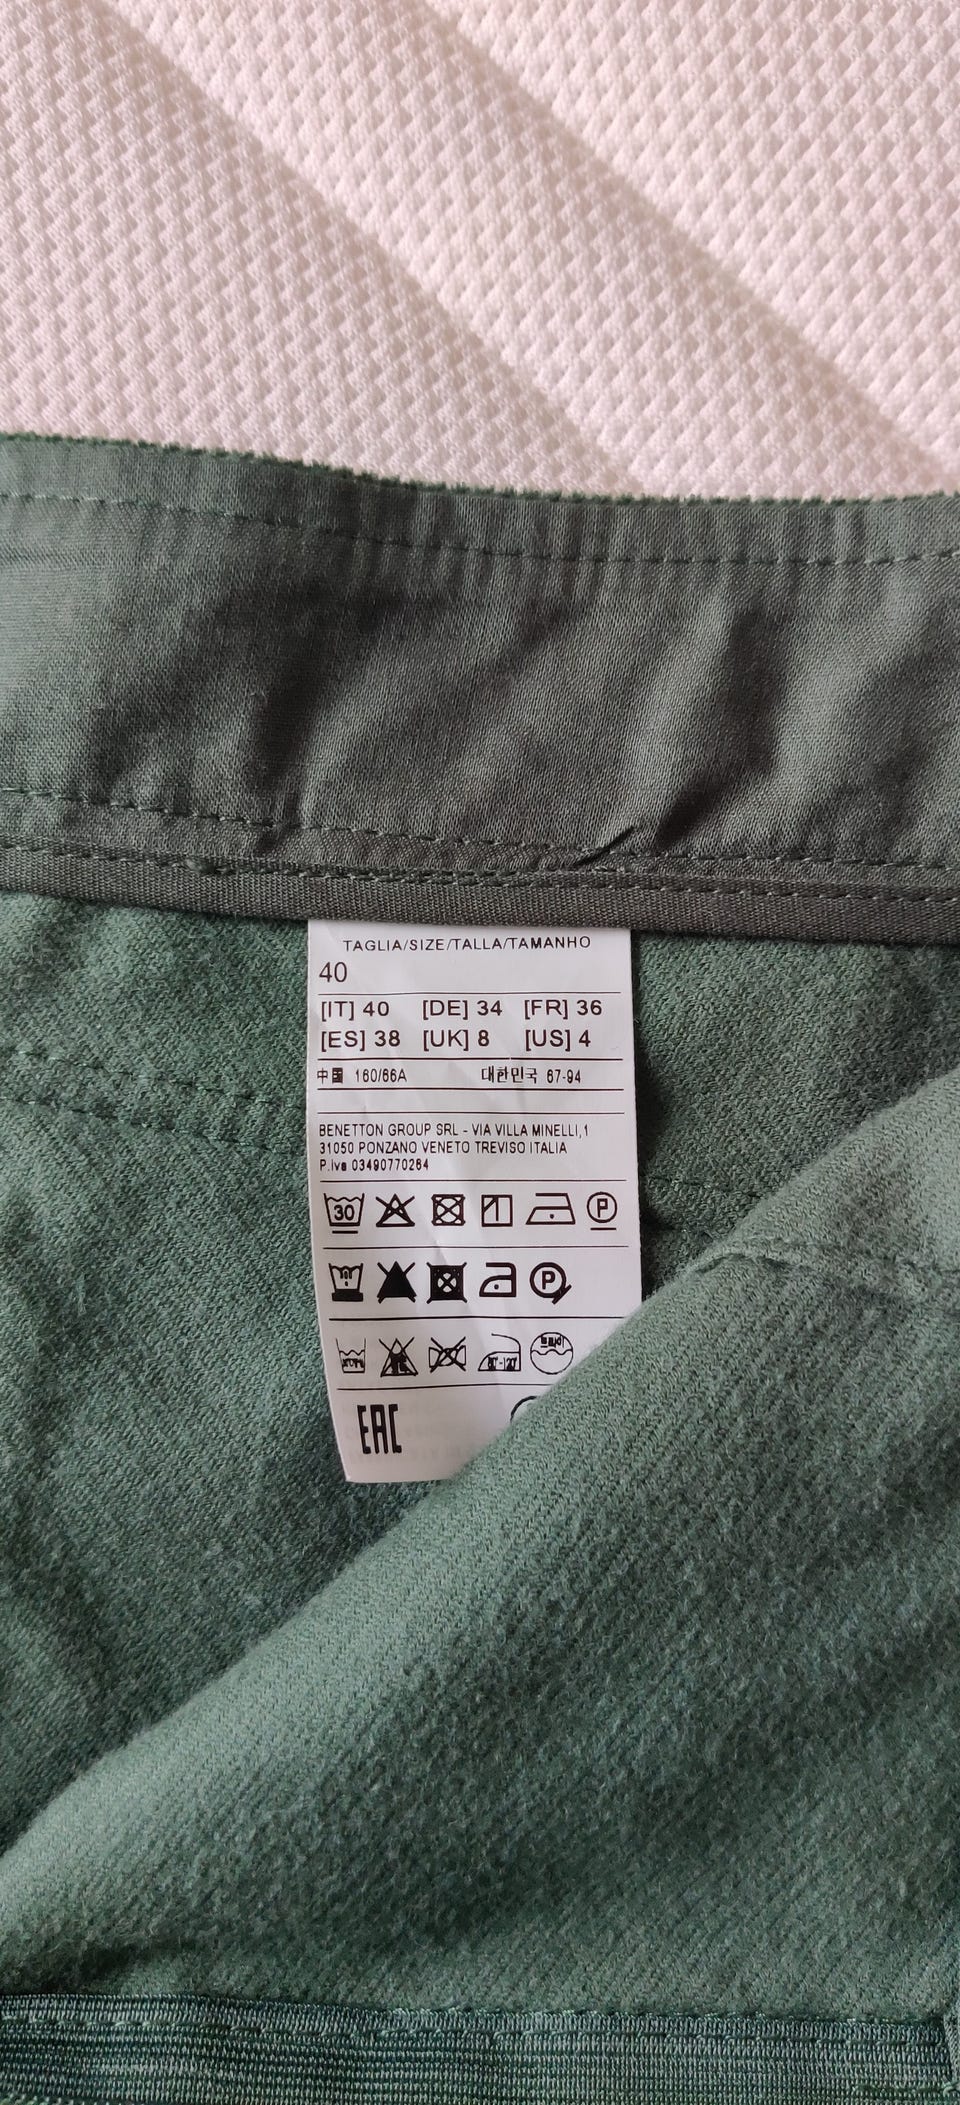 TAGLIA/SIZE/TALLA/TAMANHO
40
[IT] 40 [DE] 34 [FR] 36
[ES] 38 [UK] 8 [US] 4
中国 160/66A 대한민국 67-94
BENETTON GROUP SRL - VIA VILLA MINELLI,1
31050 PONZANO VENETO TREVISO ITALIA
P.iva 03490770264
30 P
P
EAC